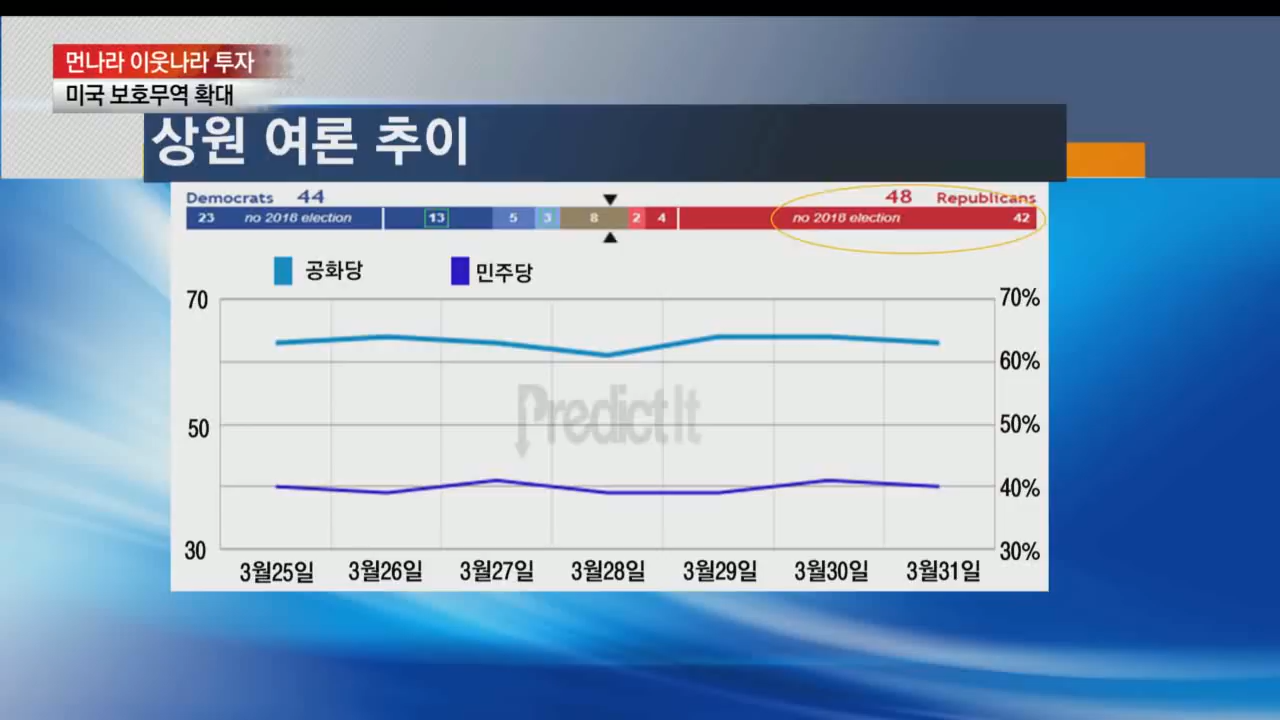 먼나라 이웃나라 투자
미국 보호무역 확대
상원 여론 추이
Democrats 44 48 Republicans
23 no 2018 election 13 5 3 8 2 4 no 2018 election 42
공화당 민주당
70 70%
60%
PredictIt
50 50%
40%
30 30%
3월25일 3월26일 3월27일 3월28일 3월29일 3월30일 3월31일